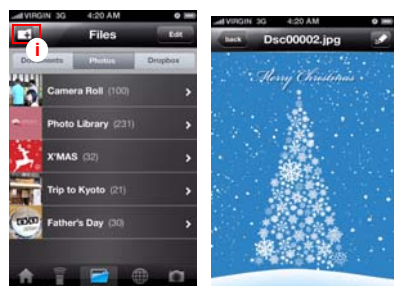 VIRGIN 3G 4:20 AM
Files Edit
i
Documents Photos Dropbox
Camera Roll (100)
Photo Library (231)
X'MAS (32)
Trip to Kyoto (21)
Father's Day (30)
VIRGIN 3G 4:20 AM
back Dsc00002.jpg
Merry Christmas